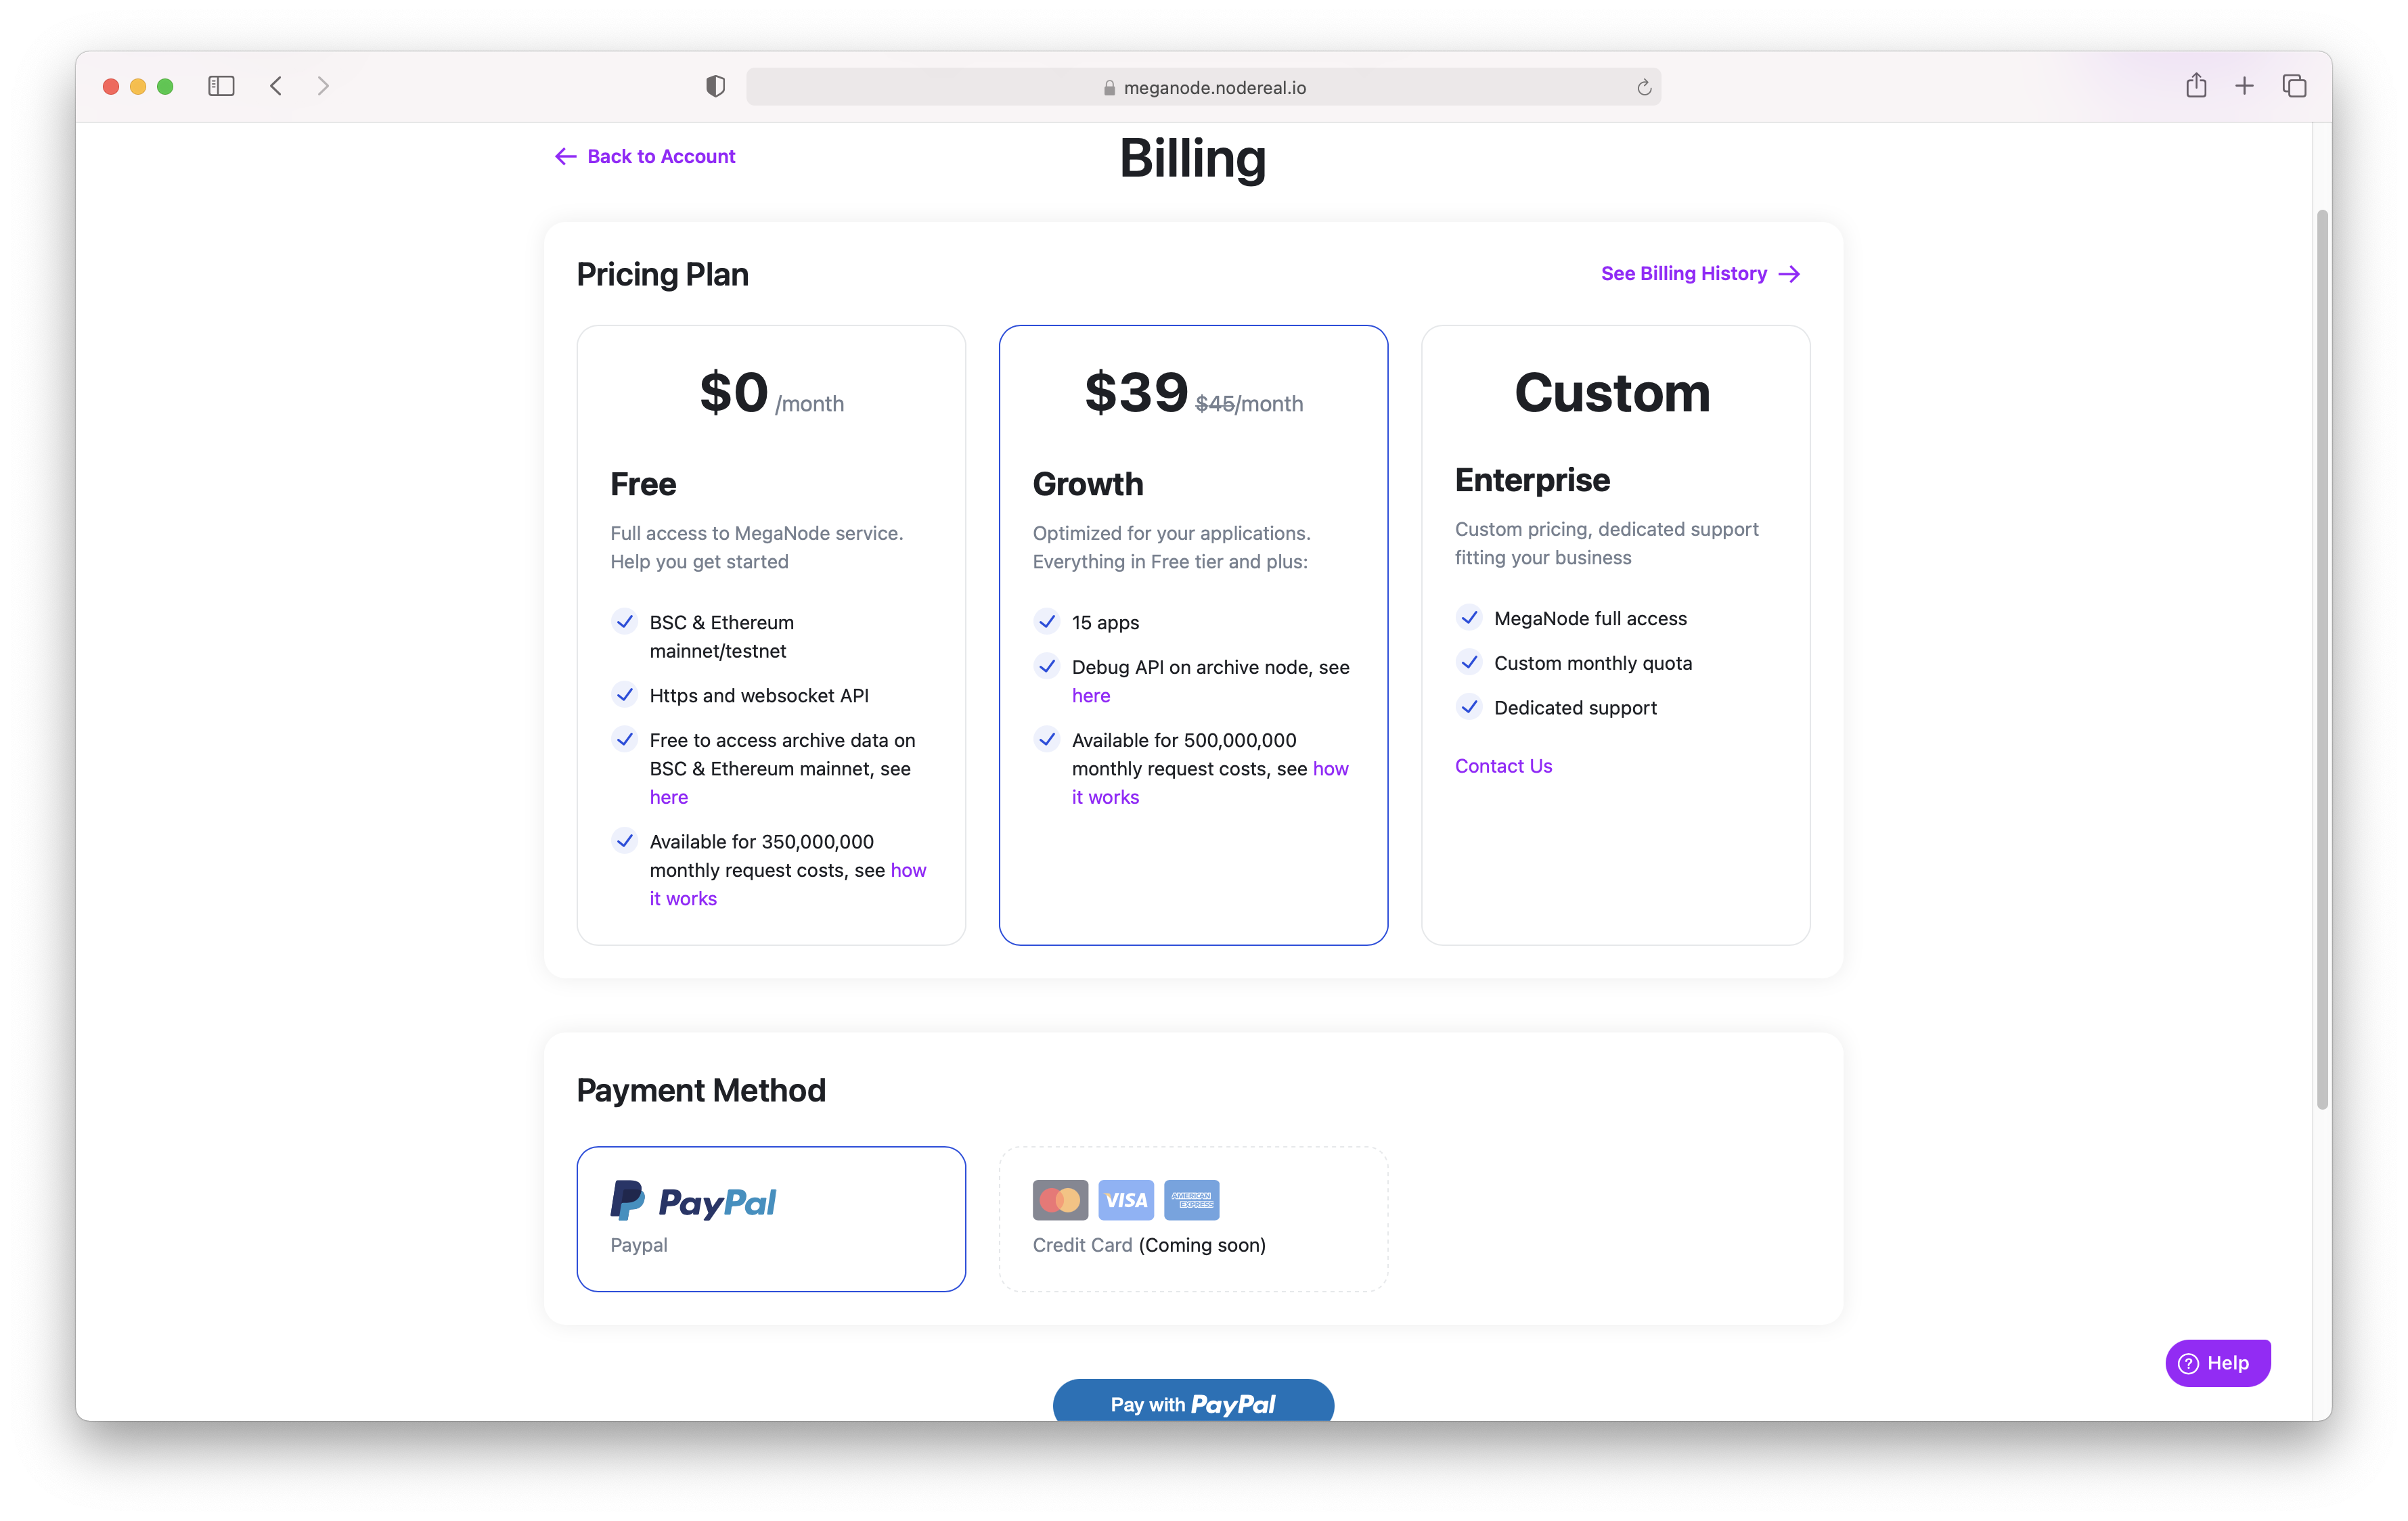 meganode.nodereal.io
Back to Account
Billing
Pricing Plan
See Billing History
$0 /month
Free
Full access to MegaNode service.
Help you get started
BSC & Ethereum
mainnet/testnet
Https and websocket API
Free to access archive data on
BSC & Ethereum mainnet, see
here
Available for 350,000,000
monthly request costs, see how
it works
$39 $45/month
Growth
Optimized for your applications.
Everything in Free tier and plus:
15 apps
Debug API on archive node, see
here
Available for 500,000,000
monthly request costs, see how
it works
Custom
Enterprise
Custom pricing, dedicated support
fitting your business
MegaNode full access
Custom monthly quota
Dedicated support
Contact Us
Payment Method
PayPal
Paypal
VISA
AMERICAN
EXPRESS
Credit Card (Coming soon)
Pay with PayPal
? Help